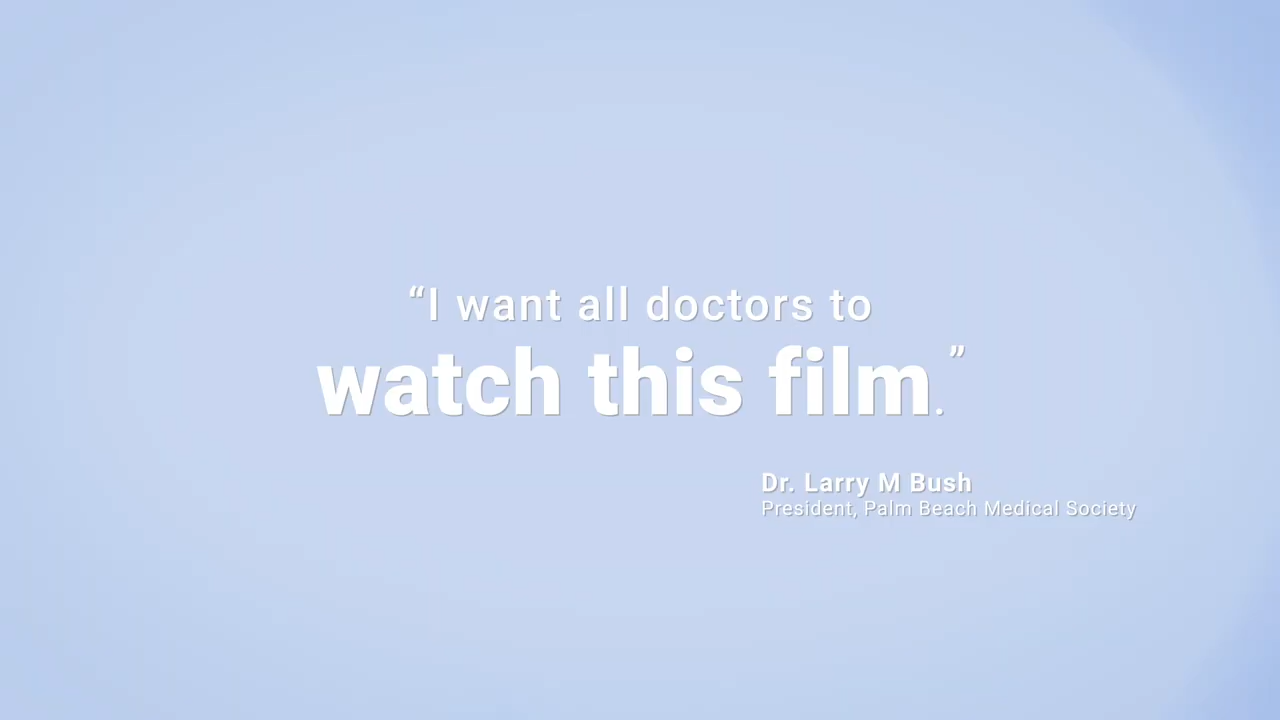 “I want all doctors to
watch this film.”
Dr. Larry M Bush
President, Palm Beach Medical Society